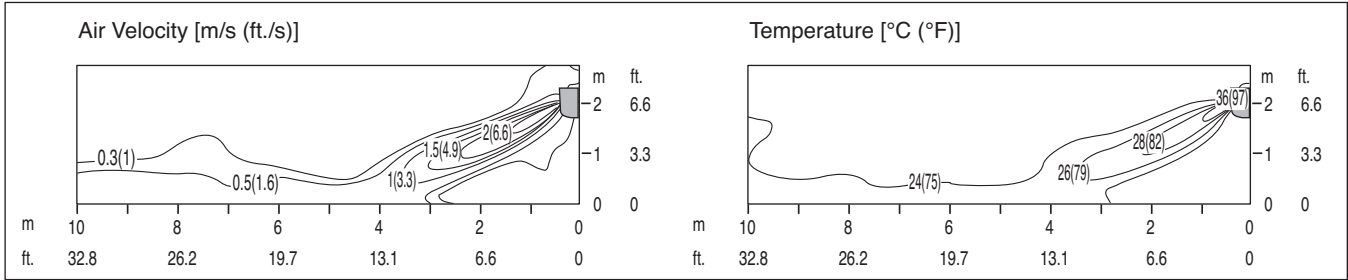 Air Velocity [m/s (ft./s)]
m ft.
2 6.6
1 3.3
0 0
0.3(1)
0.5(1.6)
1(3.3)
1.5(4.9)
2(6.6)
m 10 8 6 4 2 0
ft. 32.8 26.2 19.7 13.1 6.6 0
Temperature [°C (°F)]
m ft.
2 6.6
1 3.3
0 0
36(97)
28(82)
26(79)
24(75)
m 10 8 6 4 2 0
ft. 32.8 26.2 19.7 13.1 6.6 0